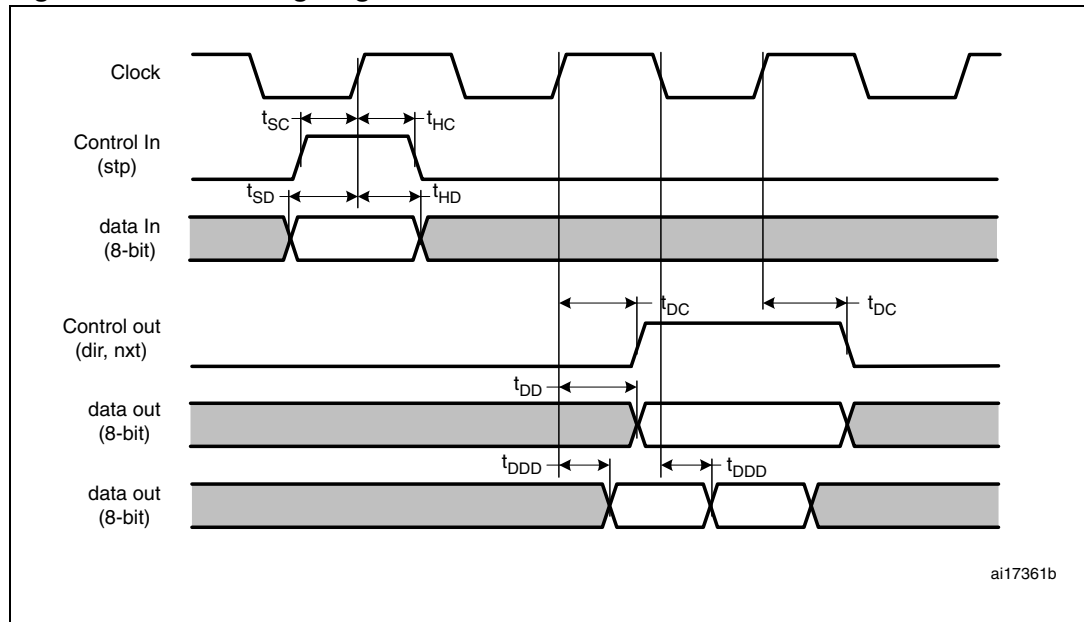 Clock
tSC
tHC
Control In
(stp)
tSD
tHD
data In
(8-bit)
tDC
tDC
Control out
(dir, nxt)
tDD
data out
(8-bit)
tDDD
tDDD
data out
(8-bit)
ai17361b